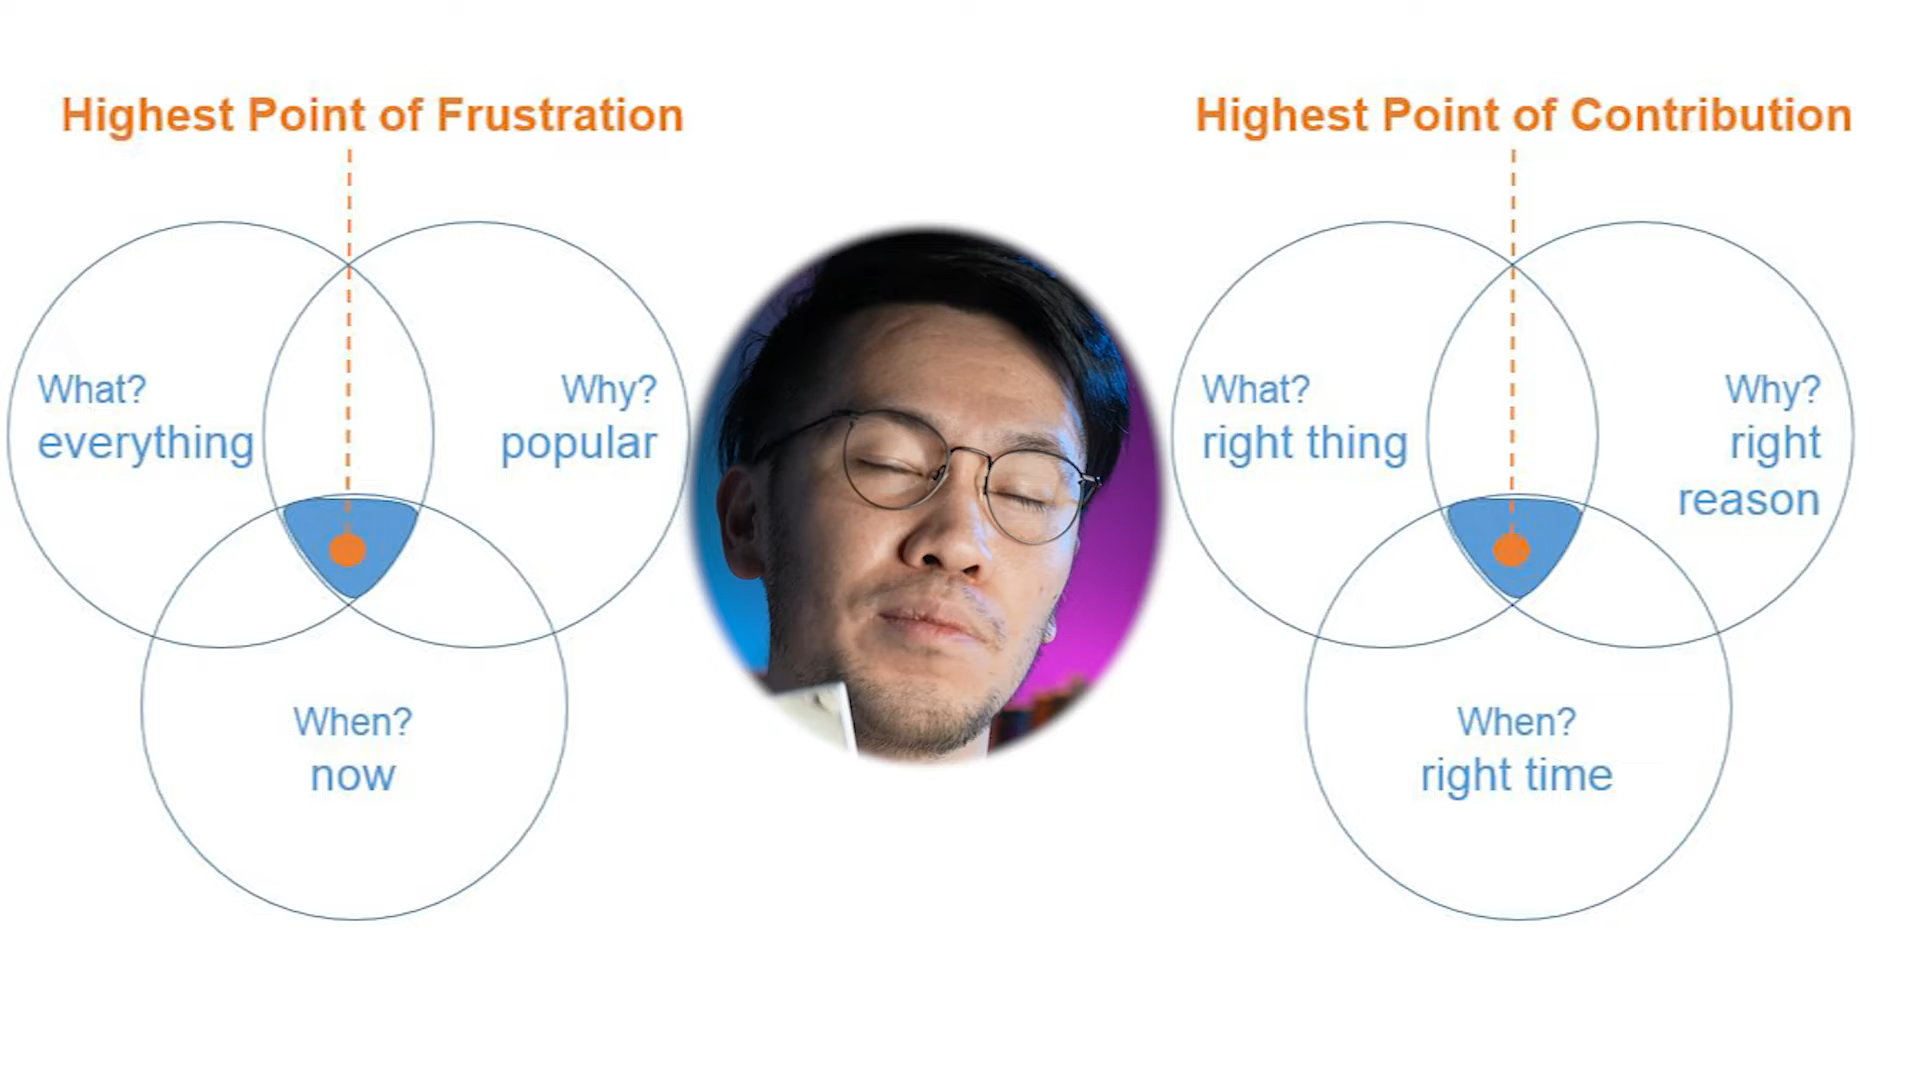 Highest Point of Frustration
What?
everything
Why?
popular
When?
now
Highest Point of Contribution
What?
right thing
Why?
right
reason
When?
right time